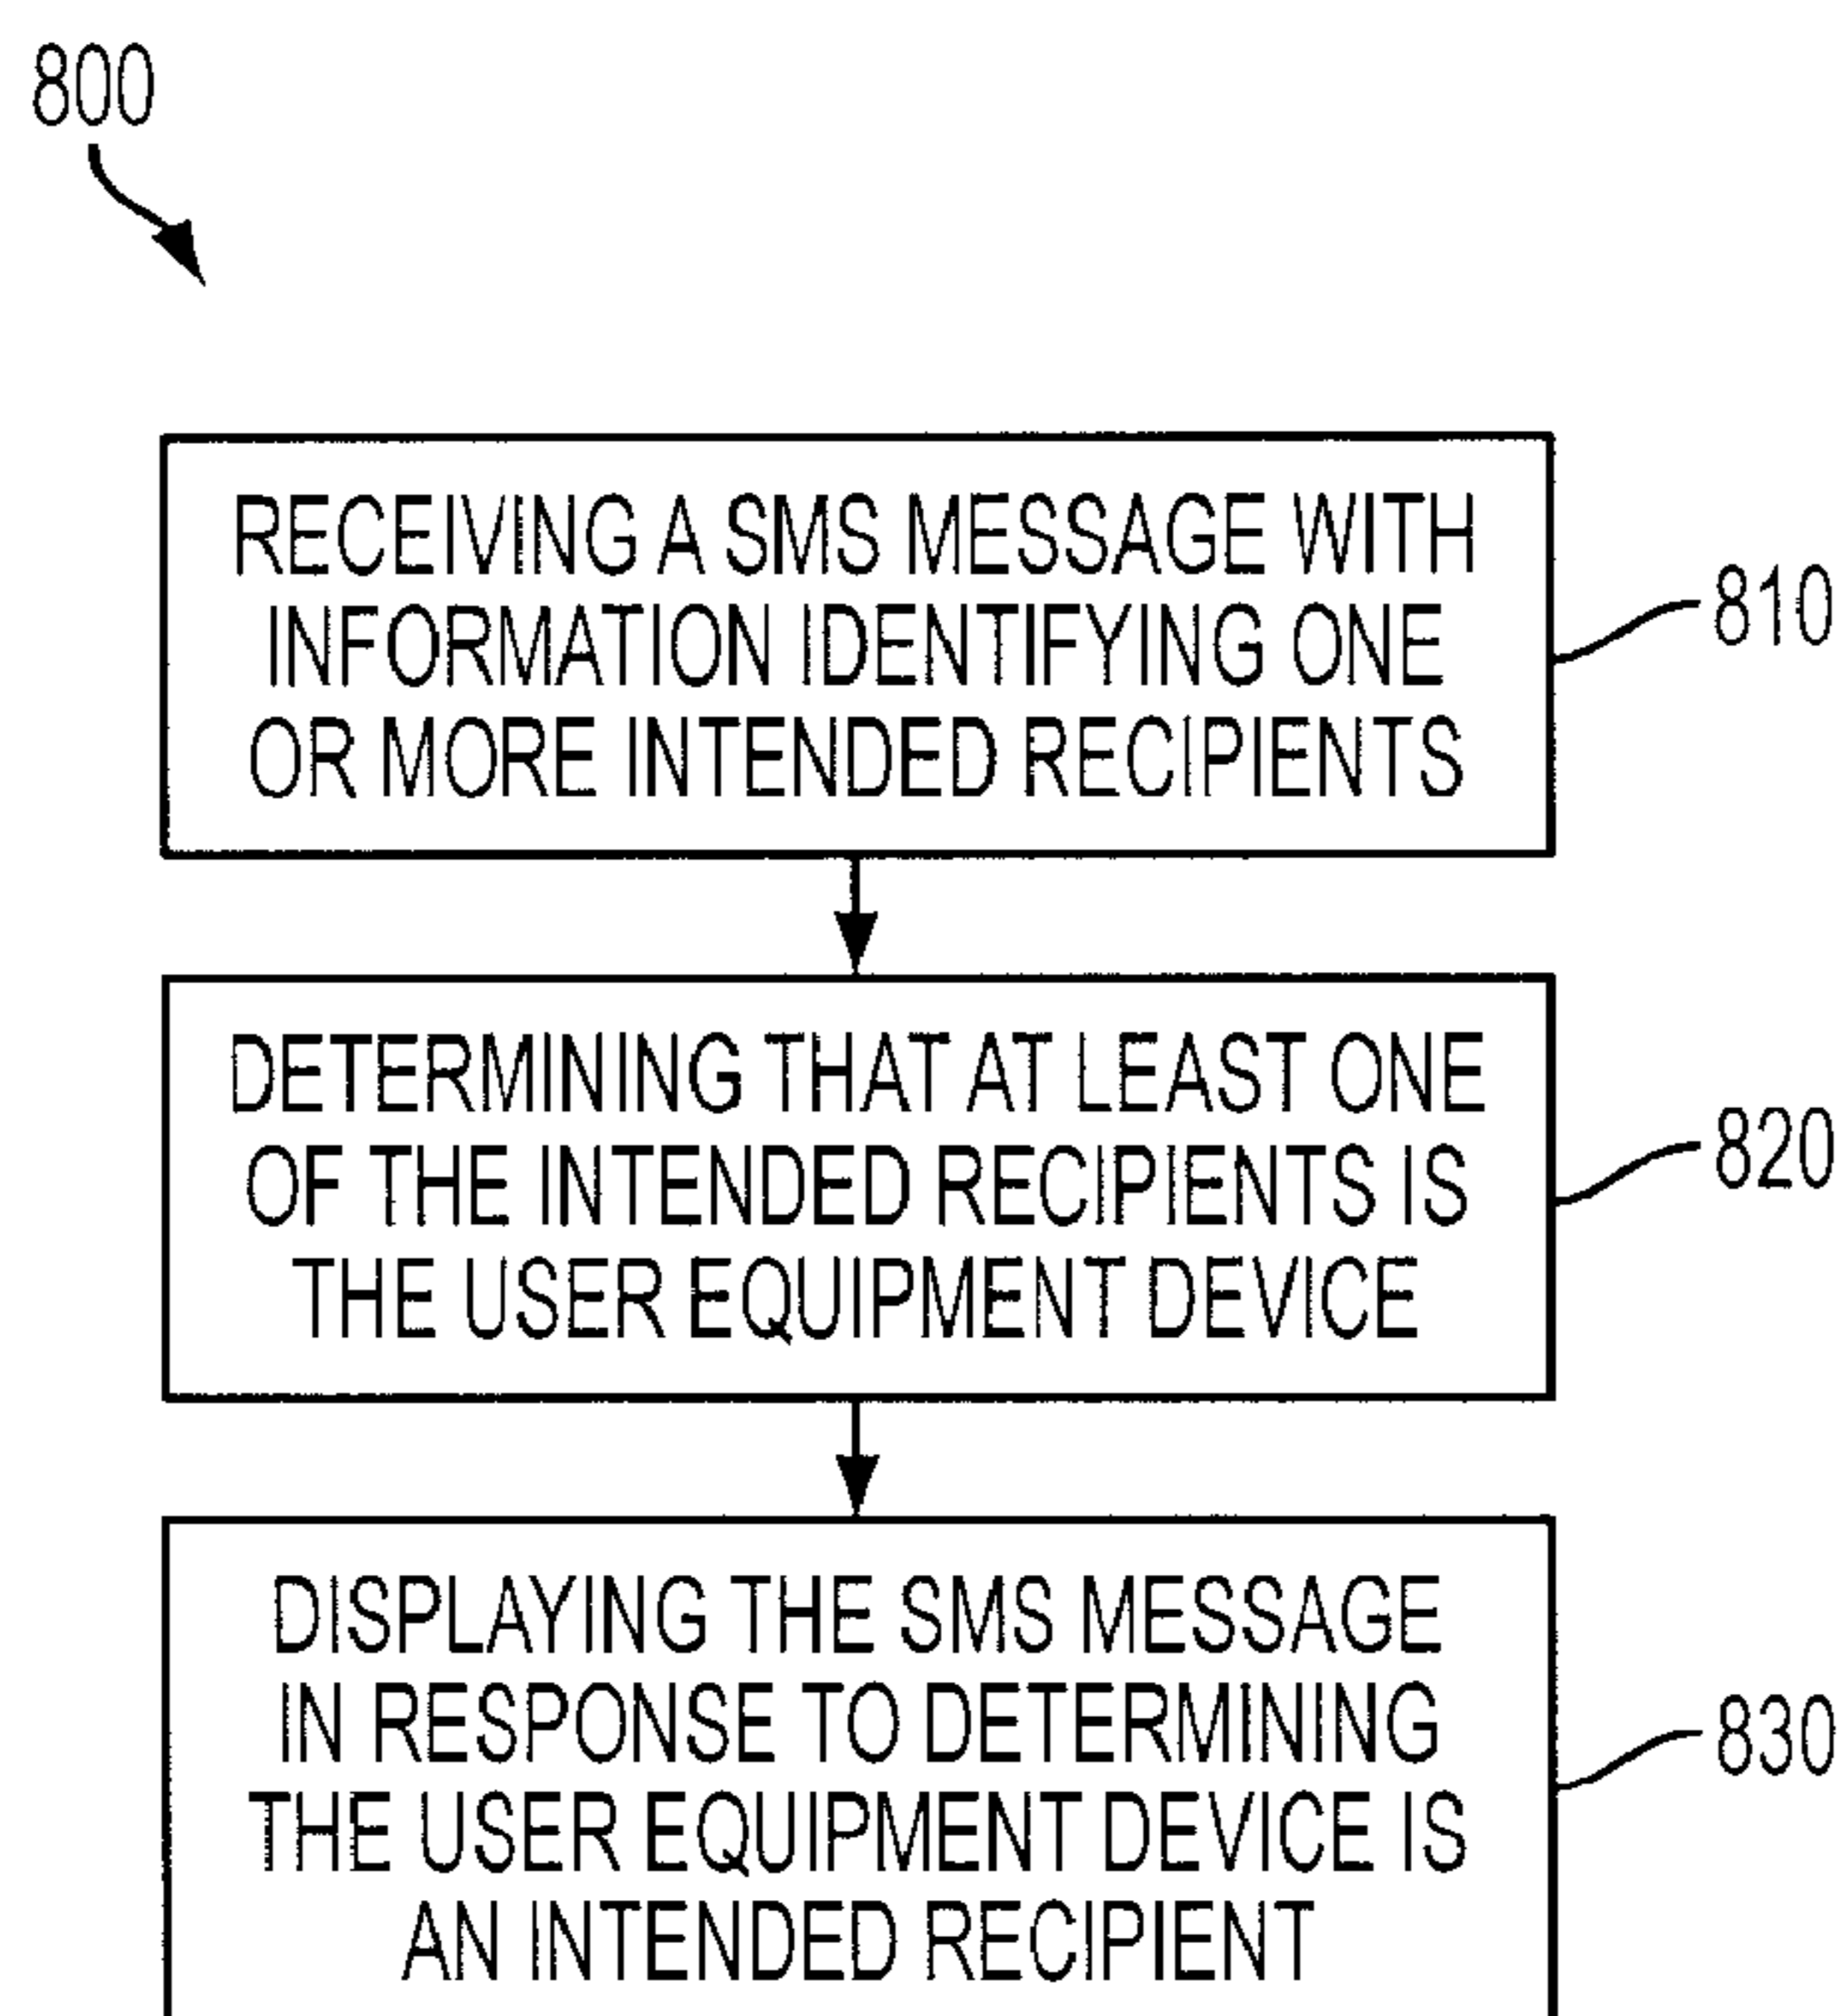 800
RECEIVING A SMS MESSAGE WITH
INFORMATION IDENTIFYING ONE
OR MORE INTENDED RECIPIENTS
810
DETERMINING THAT AT LEAST ONE
OF THE INTENDED RECIPIENTS IS
THE USER EQUIPMENT DEVICE
820
DISPLAYING THE SMS MESSAGE
IN RESPONSE TO DETERMINING
THE USER EQUIPMENT DEVICE IS
AN INTENDED RECIPIENT
830